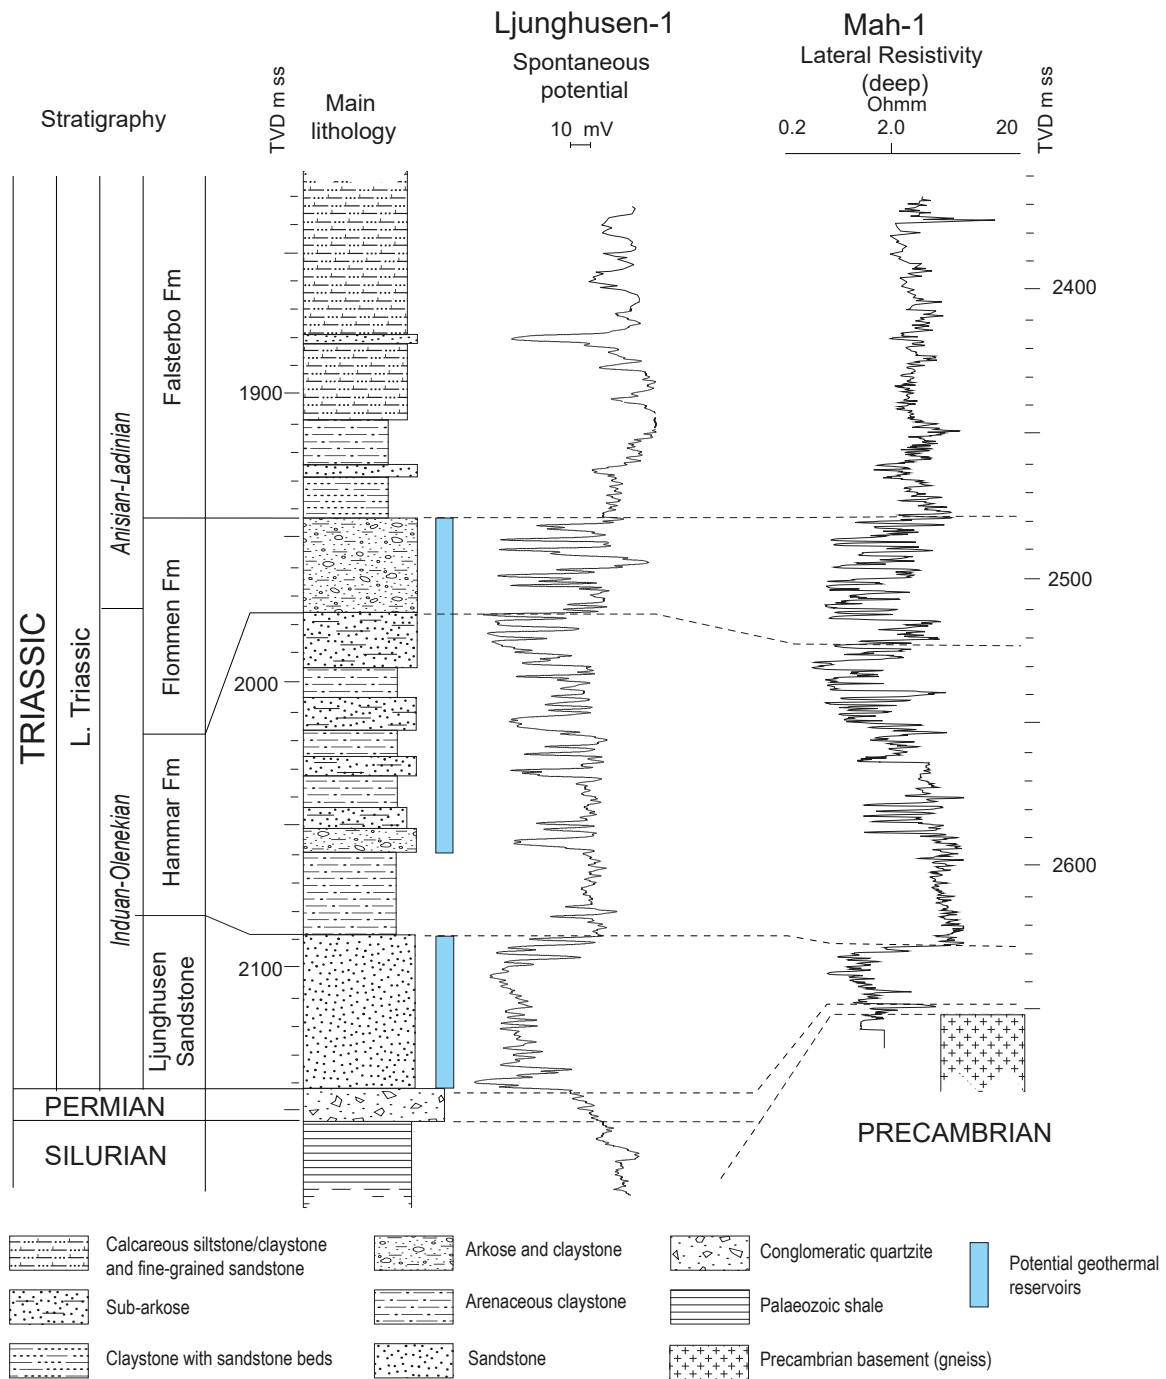 Ljunghusen-1
Mah-1
Spontaneous
potential
Lateral Resistivity
(deep)
Ohmm
Stratigraphy
TVD m ss
Main
lithology
10 mV
0.2
2.0
20
TVD m ss
TRIASSIC
L. Triassic
Anisian-Ladinian
Induan-Olenekian
Falsterbo Fm
Flommen Fm
Hammar Fm
Ljunghusen
Sandstone
1900
2000
2100
2400
2500
2600
PERMIAN
SILURIAN
PRECAMBRIAN
Calcareous siltstone/claystone
and fine-grained sandstone
Sub-arkose
Claystone with sandstone beds
Arkose and claystone
Arenaceous claystone
Sandstone
Conglomeratic quartzite
Palaeozoic shale
Precambrian basement (gneiss)
Potential geothermal
reservoirs